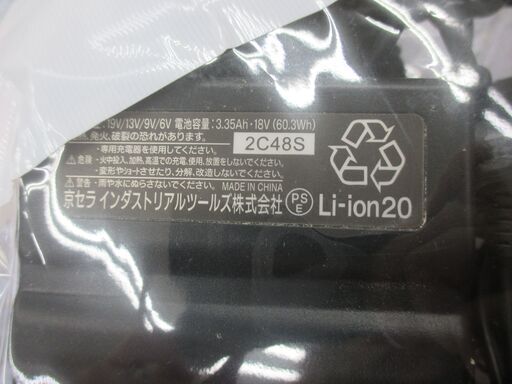 :19V/13V/9V/6V 電池容量:3.35Ah・18V(60.3Wh)
発火、破裂の恐れがあります。
・専用充電器を使用してください。
2C48S
危険・火中投入、加熱、高温での充電、使用、放置をしないでください。
・変形やショートさせたり、分解、改造しないでください。
注意・雨や水にぬらさないでください。 MADE IN CHINA
京セラ インダストリアルツールズ株式会社 PSE Li-ion20